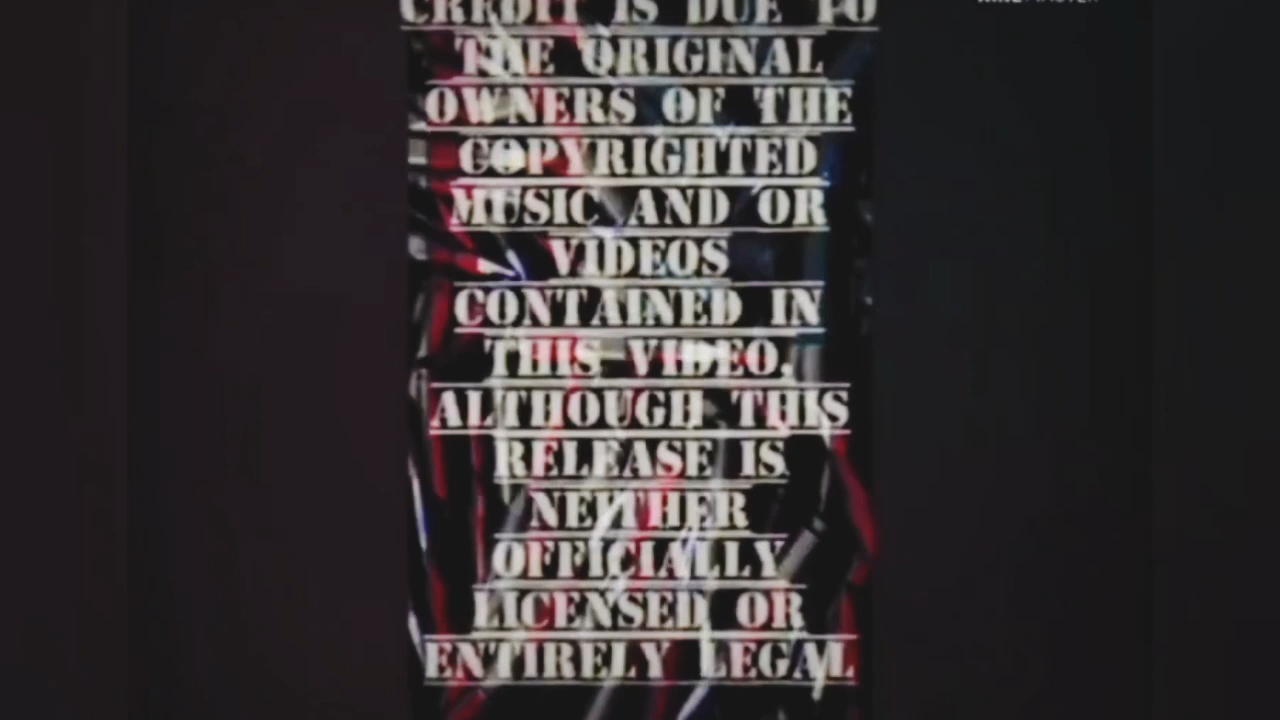 CREDIT IS DUE TO
THE ORIGINAL
OWNERS OF THE
COPYRIGHTED
MUSIC AND OR
VIDEOS
CONTAINED IN
THIS VIDEO,
ALTHOUGH THIS
RELEASE IS
NEITHER
OFFICIALLY
LICENSED OR
ENTIRELY LEGAL